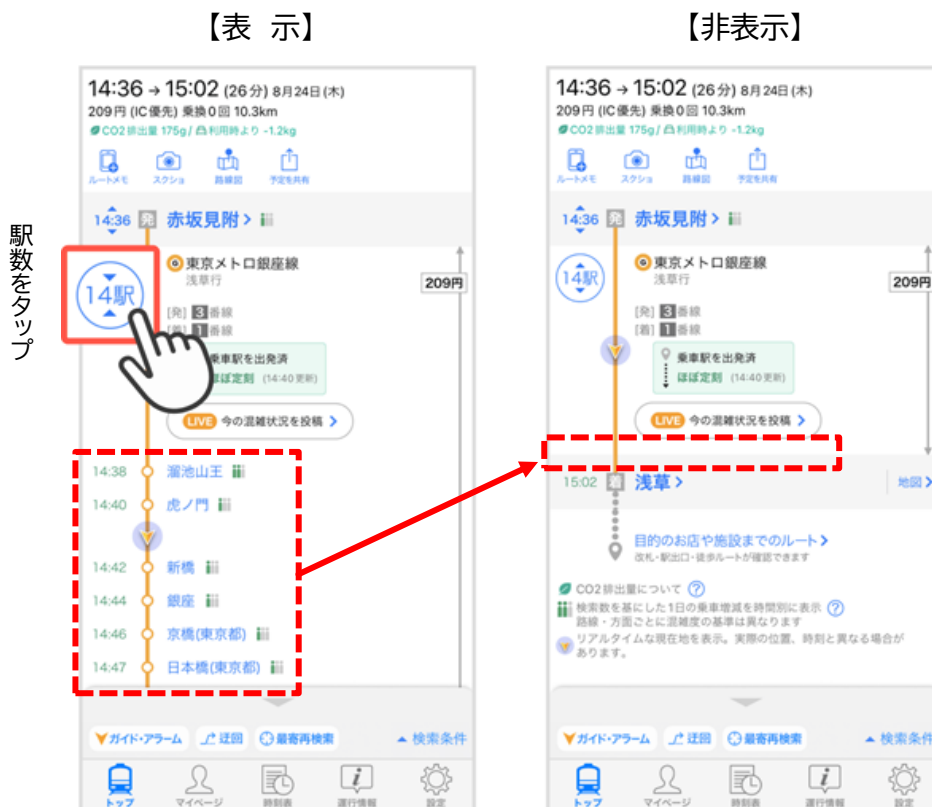 【表 示】
【非表示】
駅数をタップ
14:36 → 15:02 (26分) 8月24日(木)
209円 (IC優先) 乗換0回 10.3km
CO2排出量 175g/ 利用時より -1.2kg
ルートメモ スクショ 路線図 予定を共有
14:36 発 赤坂見附 >
14駅
G 東京メトロ銀座線
浅草行
209円
[発] 3 番線
[着] 1 番線
乗車駅を出発済
ほぼ定刻 (14:40更新)
LIVE 今の混雑状況を投稿 >
14:38 溜池山王
14:40 虎ノ門
14:42 新橋
14:44 銀座
14:46 京橋(東京都)
14:47 日本橋(東京都)
ガイド・アラーム 迂回 最寄再検索 検索条件
トップ マイページ 時刻表 運行情報 設定
14:36 → 15:02 (26分) 8月24日(木)
209円 (IC優先) 乗換0回 10.3km
CO2排出量 175g/ 利用時より -1.2kg
ルートメモ スクショ 路線図 予定を共有
14:36 発 赤坂見附 >
14駅
G 東京メトロ銀座線
浅草行
209円
[発] 3 番線
[着] 1 番線
乗車駅を出発済
ほぼ定刻 (14:40更新)
LIVE 今の混雑状況を投稿 >
15:02 着 浅草 > 地図 >
目的のお店や施設までのルート >
改札・駅出口・徒歩ルートが確認できます
CO2排出量について ?
検索数を基にした1日の乗車増減を時間別に表示 ?
路線・方面ごとに混雑度の基準は異なります
リアルタイムな現在地を表示。実際の位置、時刻と異なる場合が
あります。
ガイド・アラーム 迂回 最寄再検索 検索条件
トップ マイページ 時刻表 運行情報 設定